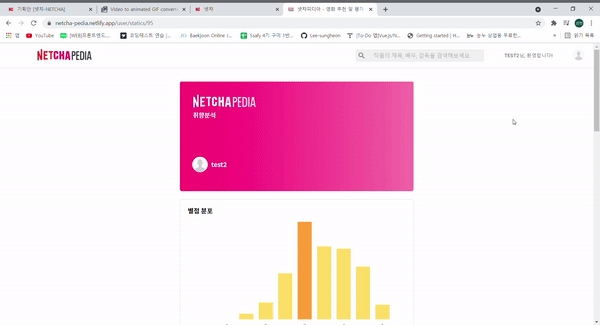 기획안 [넷차-NETCHA]
Video to animated GIF conver
넷차
넷차피디아 - 영화 추천 및 평가
netcha-pedia.netlify.app/user/statics/95
앱
YouTube
[WEB]프론트엔드
코딩테스트 연습
Baekjoon Online J
Ssafy 4기 구미 1반
Lee-sungheon
[To-Do 앱]Vue.js/N
Getting started | H
눈누 상업용 무료한
읽기 목록
NETCHAPEDIA
작품의 제목, 배우, 감독을 검색해보세요.
TEST2님, 환영합니다!
NETCHAPEDIA
취향분석
test2
별점 분포